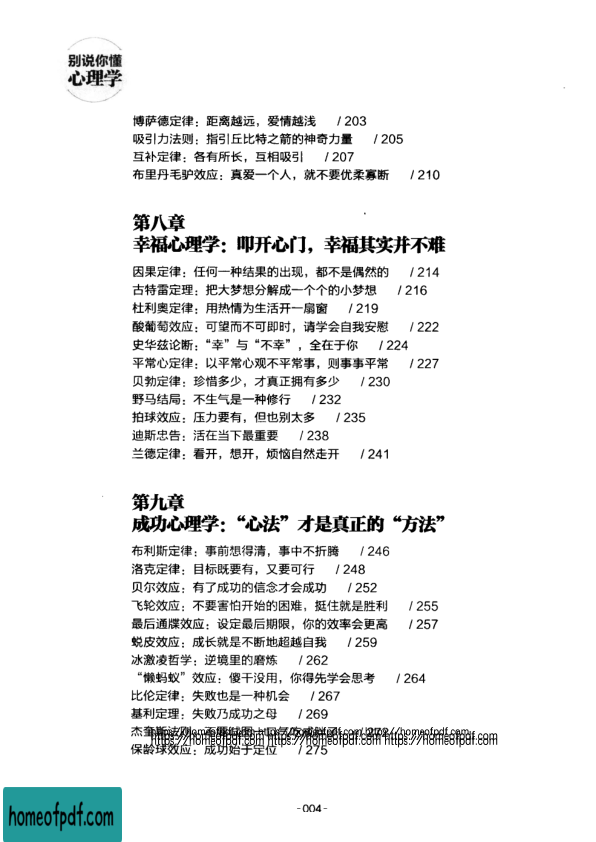 别说你懂
心理学
博萨德定律：距离越远，爱情越浅 / 203
吸引力法则：指引丘比特之箭的神奇力量 / 205
互补定律：各有所长，互相吸引 / 207
布里丹毛驴效应：真爱一个人，就不要优柔寡断 / 210
第八章
幸福心理学：叩开心门，幸福其实并不难
因果定律：任何一种结果的出现，都不是偶然的 / 214
古特雷定理：把大梦想分解成一个个的小梦想 / 216
杜利奥定律：用热情为生活开一扇窗 / 219
酸葡萄效应：可望而不可即时，请学会自我安慰 / 222
史华兹论断：“幸”与“不幸”，全在于你 / 224
平常心定律：以平常心观不平常事，则事事平常 / 227
贝勃定律：珍惜多少，才真正拥有多少 / 230
野马结局：不生气是一种修行 / 232
拍球效应：压力要有，但也别太多 / 235
迪斯忠告：活在当下最重要 / 238
兰德定律：看开，想开，烦恼自然走开 / 241
第九章
成功心理学：“心法”才是真正的“方法”
布利斯定律：事前想得清，事中不折腾 / 246
洛克定律：目标既要有，又要可行 / 248
贝尔效应：有了成功的信念才会成功 / 252
飞轮效应：不要害怕开始的困难，挺住就是胜利 / 255
最后通牒效应：设定最后期限，你的效率会更高 / 257
蜕皮效应：成长就是不断地超越自我 / 259
冰激凌哲学：逆境里的磨炼 / 262
“懒蚂蚁”效应：傻干没用，你得先学会思考 / 264
比伦定律：失败也是一种机会 / 267
基利定理：失败乃成功之母 / 269
杰奎斯法则： / 272
https://homeofpdf.com https://homeofpdf.com https://homeofpdf.com
保龄球效应：成功始于定位 / 275
homeofpdf.com
- 004 -